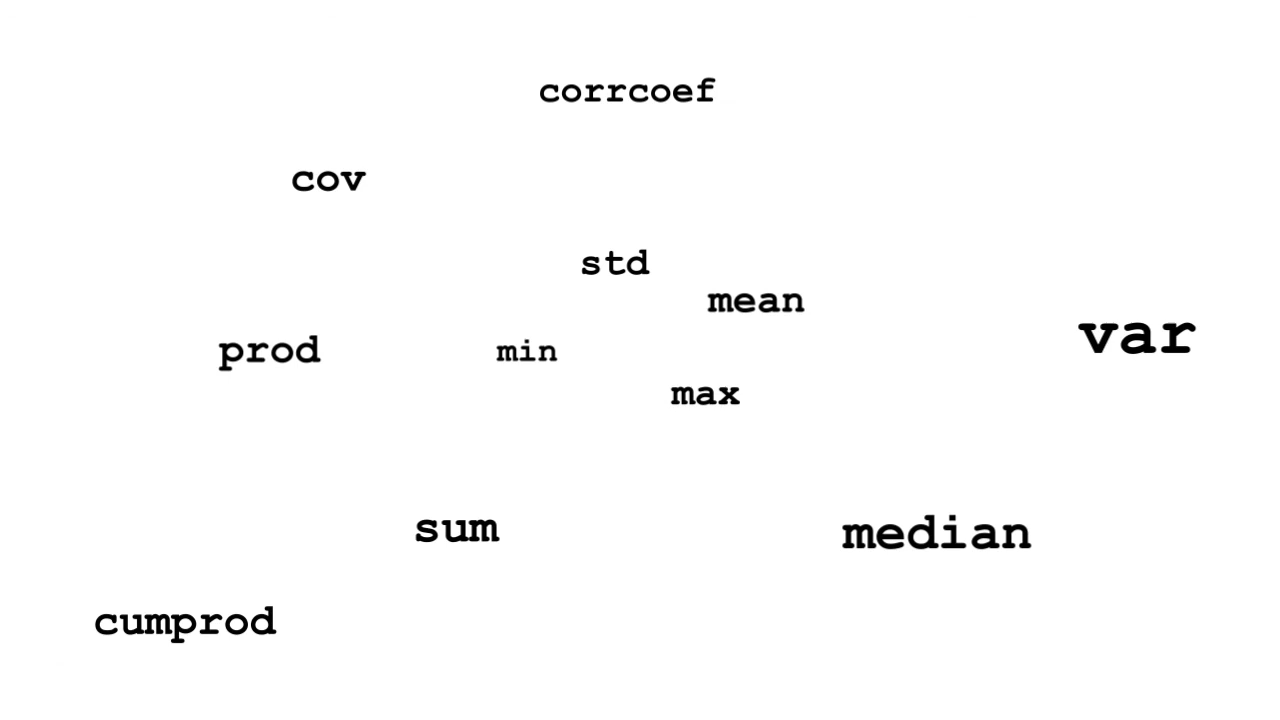 corrcoef
cov
std
mean
var
prod
min
max
sum
median
cumprod